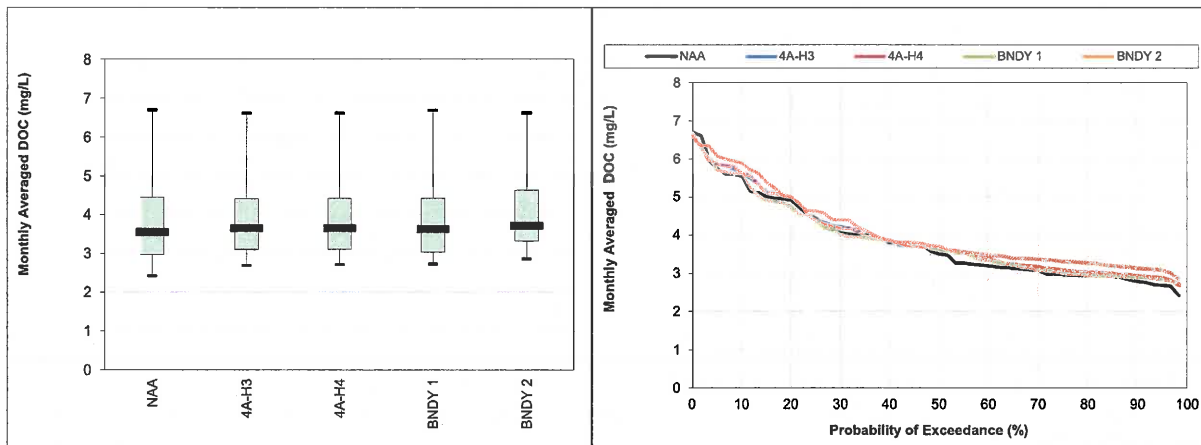 Monthly Averaged DOC (mg/L)
8
7
6
5
4
3
2
1
0
NAA
4A-H3
4A-H4
BNDY 1
BNDY 2
NAA
4A-H3
4A-H4
BNDY 1
BNDY 2
Monthly Averaged DOC (mg/L)
8
7
6
5
4
3
2
1
0
0 10 20 30 40 50 60 70 80 90 100
Probability of Exceedance (%)